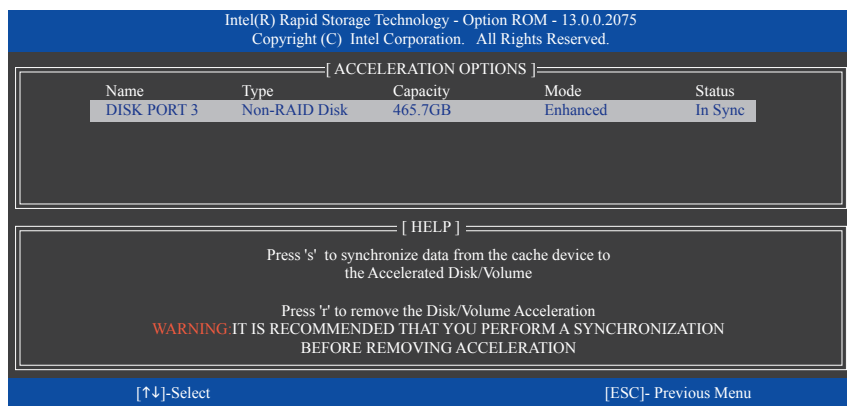 Intel(R) Rapid Storage Technology - Option ROM - 13.0.0.2075
Copyright (C) Intel Corporation. All Rights Reserved.
[ ACCELERATION OPTIONS ]
Name Type Capacity Mode Status
DISK PORT 3 Non-RAID Disk 465.7GB Enhanced In Sync
[ HELP ]
Press 's' to synchronize data from the cache device to
the Accelerated Disk/Volume
Press 'r' to remove the Disk/Volume Acceleration
WARNING:IT IS RECOMMENDED THAT YOU PERFORM A SYNCHRONIZATION
BEFORE REMOVING ACCELERATION
[↑↓]-Select [ESC]- Previous Menu